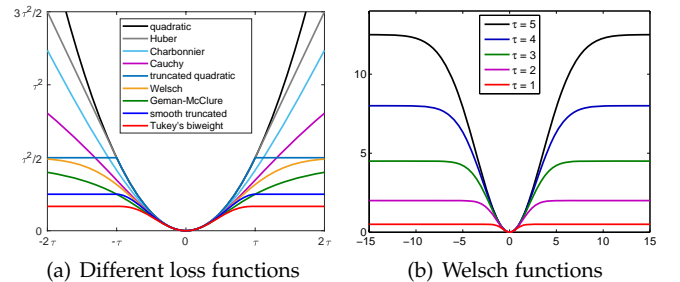 3τ²/2
τ²
τ²/2
0
-2τ -τ 0 τ 2τ
quadratic
Huber
Charbonnier
Cauchy
truncated quadratic
Welsch
Geman-McClure
smooth truncated
Tukey's biweight
(a) Different loss functions
10
5
0
-15 -10 -5 0 5 10 15
τ = 5
τ = 4
τ = 3
τ = 2
τ = 1
(b) Welsch functions